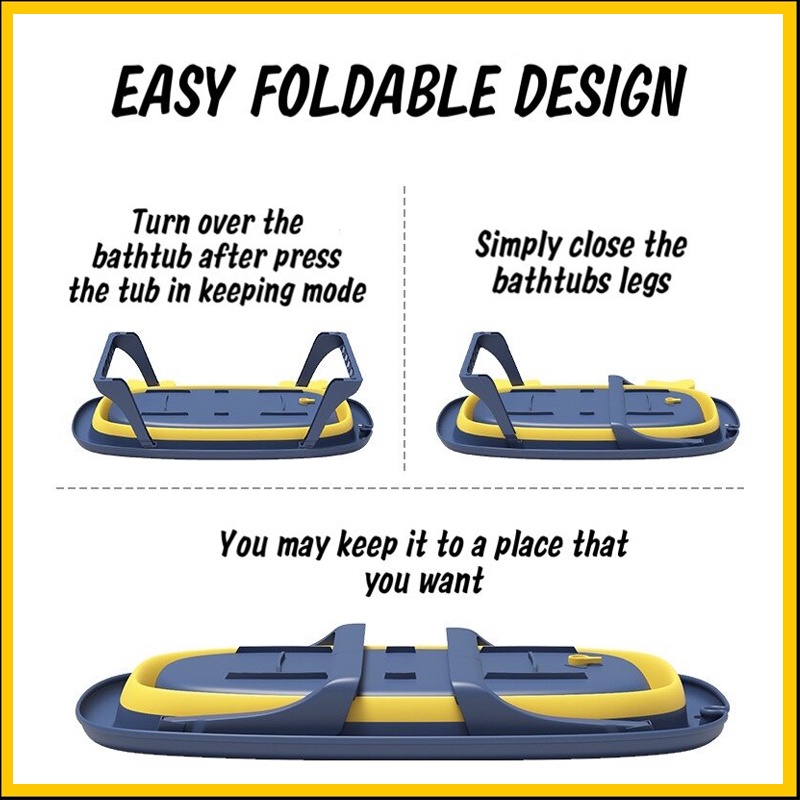 EASY FOLDABLE DESIGN
Turn over the
bathtub after press
the tub in keeping mode
Simply close the
bathtubs legs
You may keep it to a place that
you want